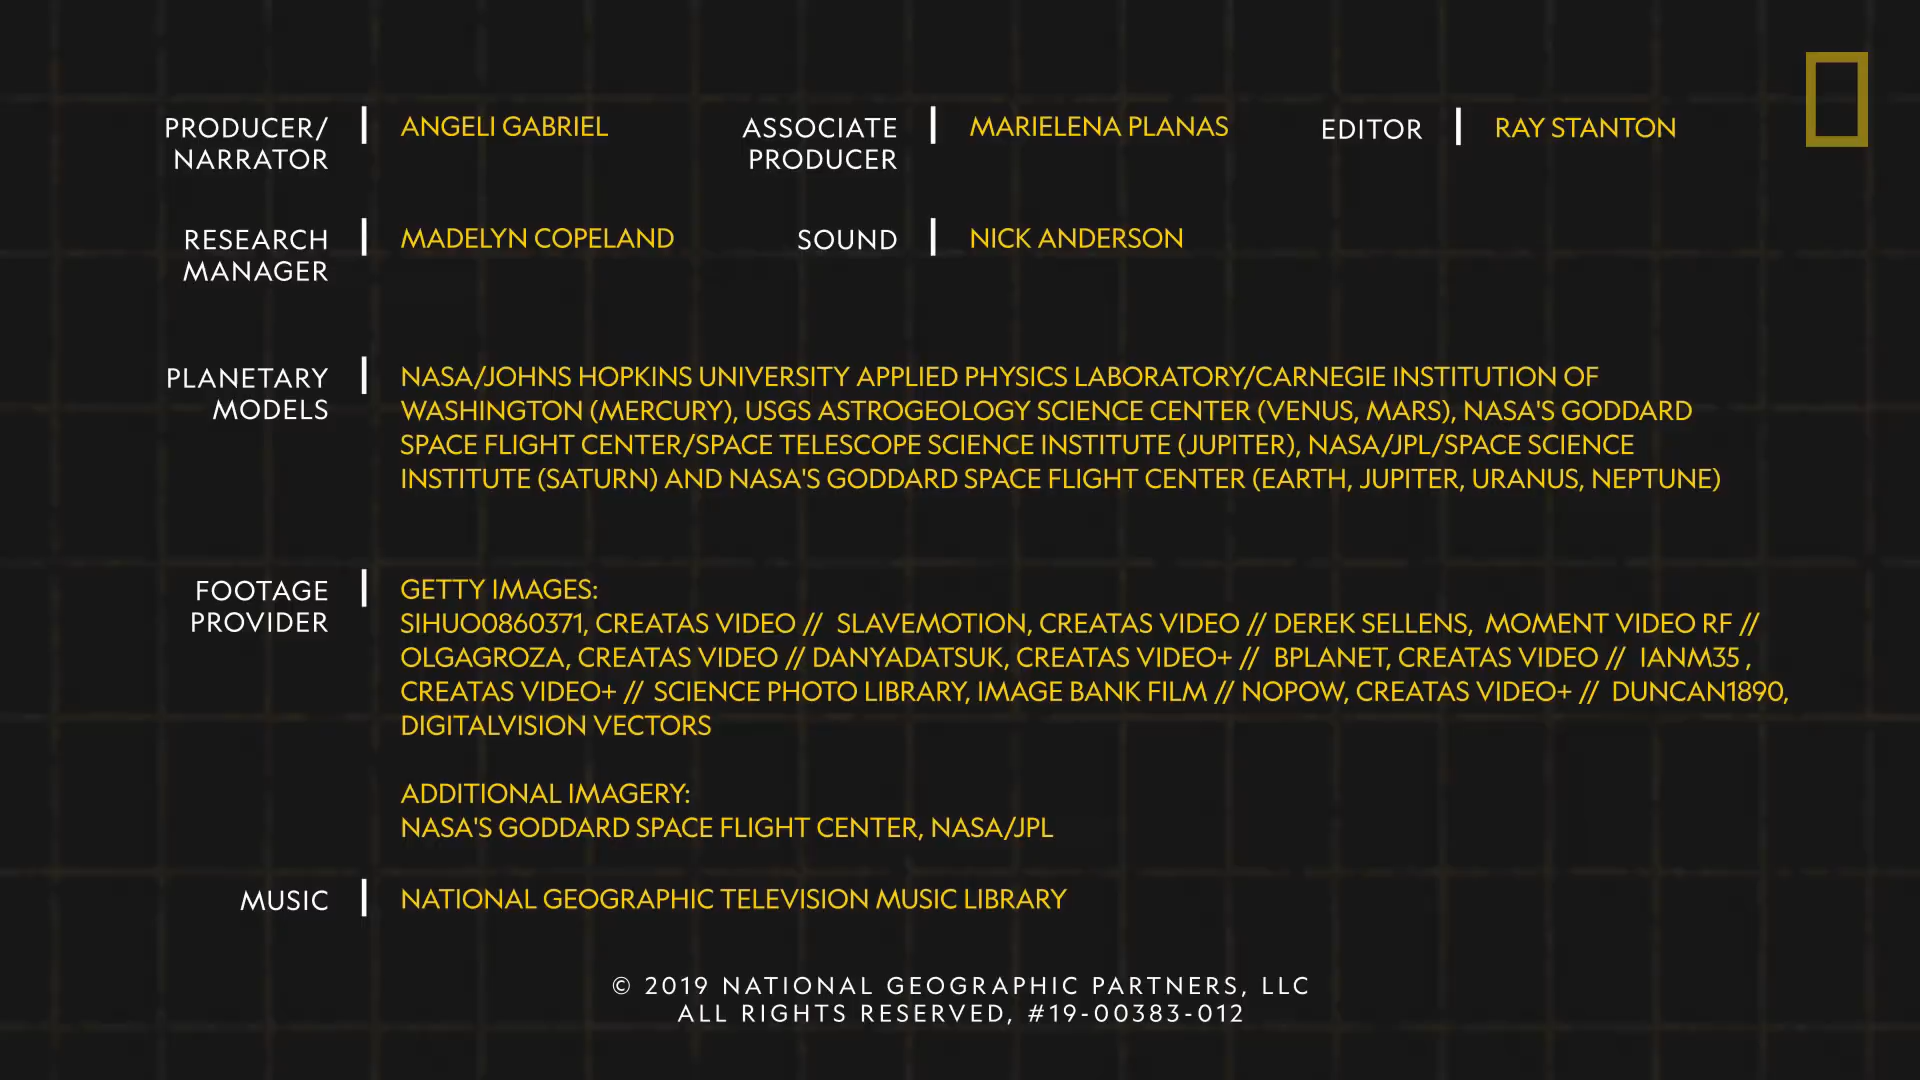 PRODUCER/ ANGELI GABRIEL ASSOCIATE MARIELENA PLANAS EDITOR RAY STANTON
NARRATOR PRODUCER
RESEARCH MADELYN COPELAND SOUND NICK ANDERSON
MANAGER
PLANETARY NASA/JOHNS HOPKINS UNIVERSITY APPLIED PHYSICS LABORATORY/CARNEGIE INSTITUTION OF
MODELS WASHINGTON (MERCURY), USGS ASTROGEOLOGY SCIENCE CENTER (VENUS, MARS), NASA'S GODDARD
SPACE FLIGHT CENTER/SPACE TELESCOPE SCIENCE INSTITUTE (JUPITER), NASA/JPL/SPACE SCIENCE
INSTITUTE (SATURN) AND NASA'S GODDARD SPACE FLIGHT CENTER (EARTH, JUPITER, URANUS, NEPTUNE)
FOOTAGE GETTY IMAGES:
PROVIDER SIHUO0860371, CREATAS VIDEO // SLAVEMOTION, CREATAS VIDEO // DEREK SELLENS, MOMENT VIDEO RF //
OLGAGROZA, CREATAS VIDEO // DANYADATSUK, CREATAS VIDEO+ // BPLANET, CREATAS VIDEO // IANM35 ,
CREATAS VIDEO+ // SCIENCE PHOTO LIBRARY, IMAGE BANK FILM // NOPOW, CREATAS VIDEO+ // DUNCAN1890,
DIGITALVISION VECTORS
ADDITIONAL IMAGERY:
NASA'S GODDARD SPACE FLIGHT CENTER, NASA/JPL
MUSIC NATIONAL GEOGRAPHIC TELEVISION MUSIC LIBRARY
© 2019 NATIONAL GEOGRAPHIC PARTNERS, LLC
ALL RIGHTS RESERVED, #19-00383-012